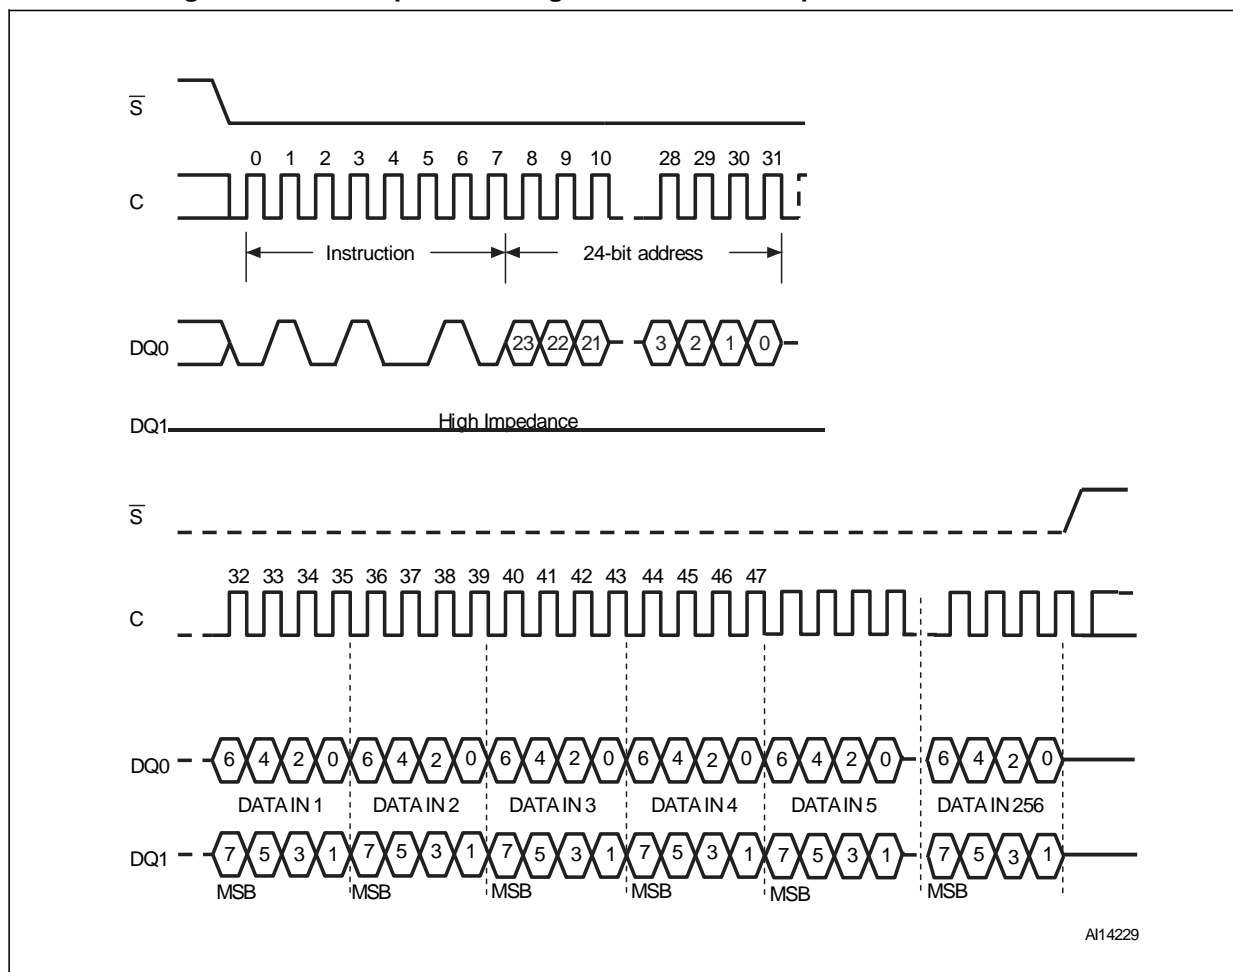 S
0 1 2 3 4 5 6 7 8 9 10 28 29 30 31
C
Instruction 24-bit address
DQ0 23 22 21 3 2 1 0
DQ1 High Impedance
S
32 33 34 35 36 37 38 39 40 41 42 43 44 45 46 47
C
DQ0 6 4 2 0 6 4 2 0 6 4 2 0 6 4 2 0 6 4 2 0 6 4 2 0
DATA IN 1 DATA IN 2 DATA IN 3 DATA IN 4 DATA IN 5 DATA IN 256
DQ1 7 5 3 1 7 5 3 1 7 5 3 1 7 5 3 1 7 5 3 1 7 5 3 1
MSB MSB MSB MSB MSB MSB
AI14229